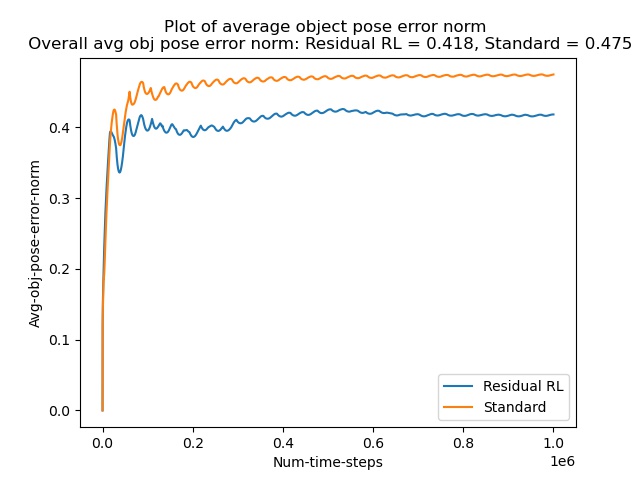 Plot of average object pose error norm
Overall avg obj pose error norm: Residual RL = 0.418, Standard = 0.475
Avg-obj-pose-error-norm
0.4
0.3
0.2
0.1
0.0
Residual RL
Standard
0.0 0.2 0.4 0.6 0.8 1.0
1e6
Num-time-steps